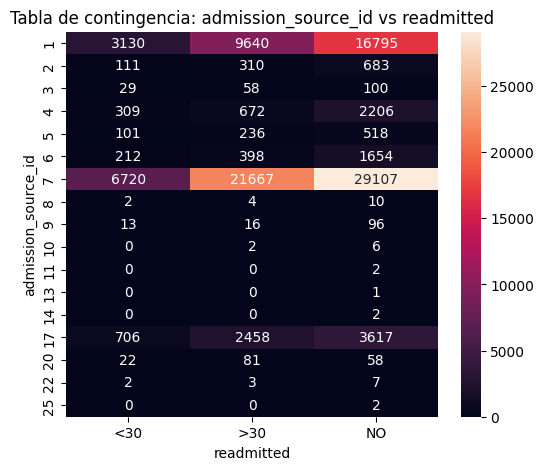 Tabla de contingencia: admission_source_id vs readmitted
1 3130 9640 16795
2 111 310 683
3 29 58 100
4 309 672 2206
5 101 236 518
6 212 398 1654
7 6720 21667 29107
8 2 4 10
9 13 16 96
10 0 2 6
11 0 0 2
13 0 0 1
14 0 0 2
17 706 2458 3617
20 22 81 58
22 2 3 7
25 0 0 2
<30 >30 NO
readmitted
admission_source_id
25000
20000
15000
10000
5000
0